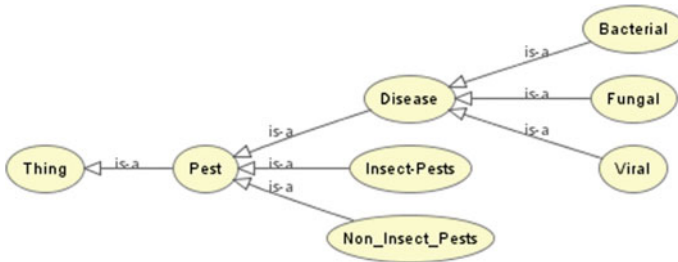 Bacterial
is-a
Disease
is-a
Fungal
is-a
is-a
Thing
is-a
Pest
is-a
Insect-Pests
Viral
is-a
Non_Insect_Pests